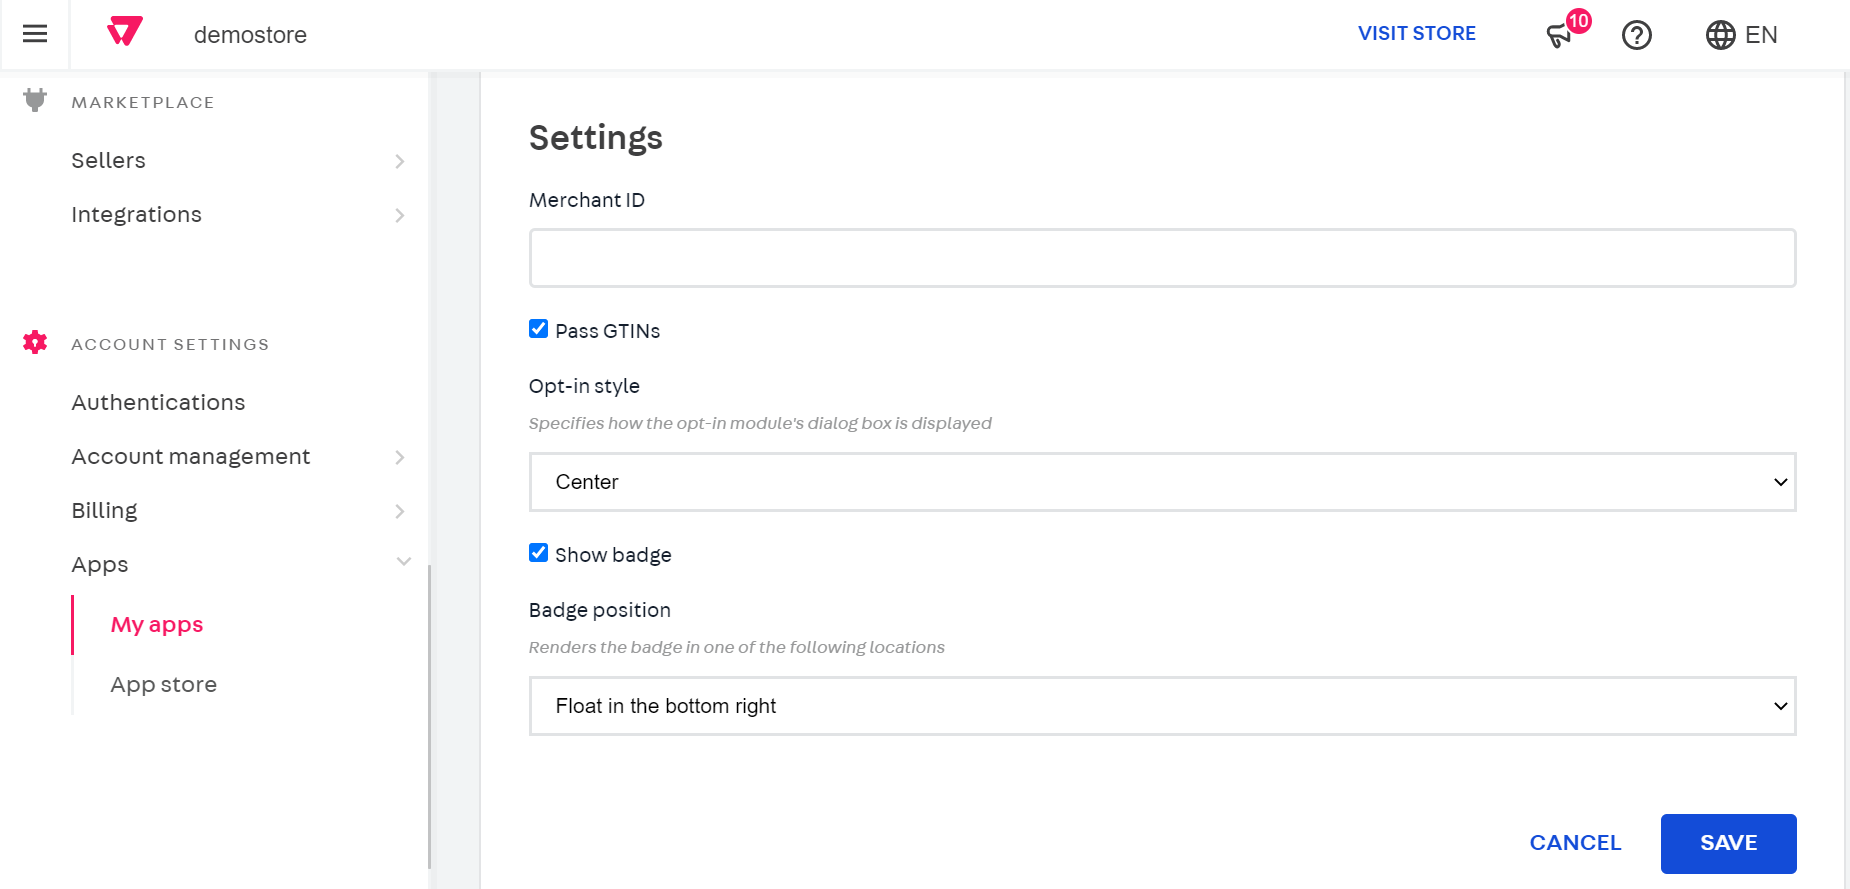 demostore
VISIT STORE
10
EN
MARKETPLACE
Sellers
Integrations
ACCOUNT SETTINGS
Authentications
Account management
Billing
Apps
My apps
App store
Settings
Merchant ID
Pass GTINs
Opt-in style
Specifies how the opt-in module's dialog box is displayed
Center
Show badge
Badge position
Renders the badge in one of the following locations
Float in the bottom right
CANCEL
SAVE